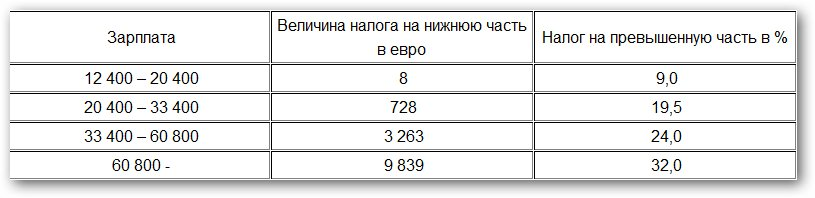 Зарплата
Величина налога на нижнюю часть
в евро
Налог на превышенную часть в %
12 400 – 20 400
8
9,0
20 400 – 33 400
728
19,5
33 400 – 60 800
3 263
24,0
60 800 -
9 839
32,0